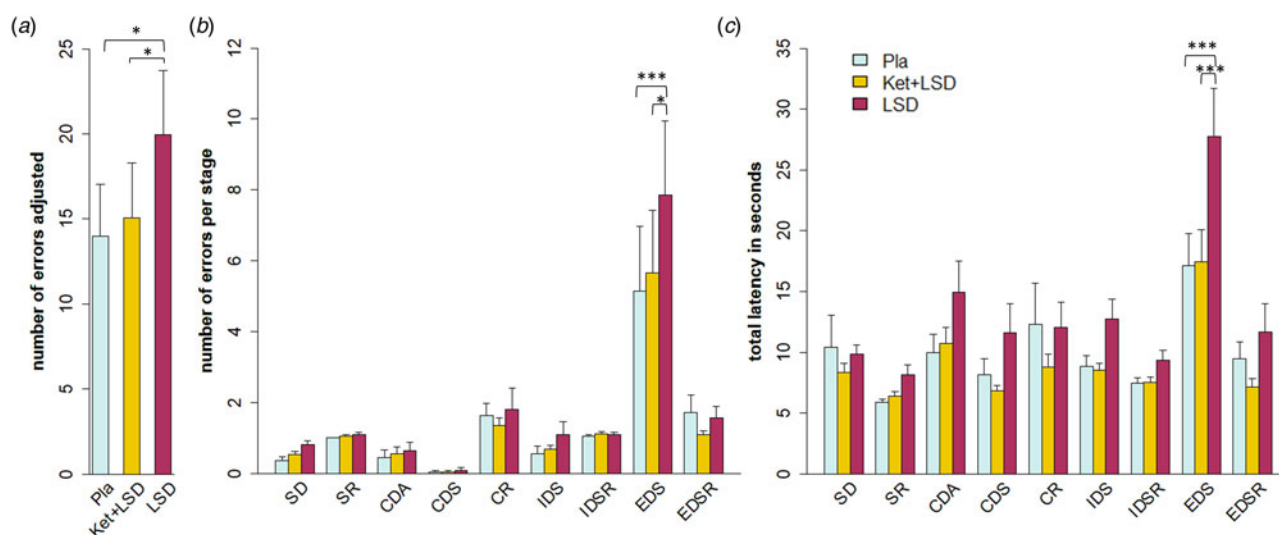 (a)
number of errors adjusted
25
20
15
10
5
0
*
*
Pla
Ket+LSD
LSD
(b)
number of errors per stage
12
10
8
6
4
2
0
***
*
SD
SR
CDA
CDS
CR
IDS
IDSR
EDS
EDSR
(c)
total latency in seconds
35
30
25
20
15
10
5
0
Pla
Ket+LSD
LSD
***
***
SD
SR
CDA
CDS
CR
IDS
IDSR
EDS
EDSR